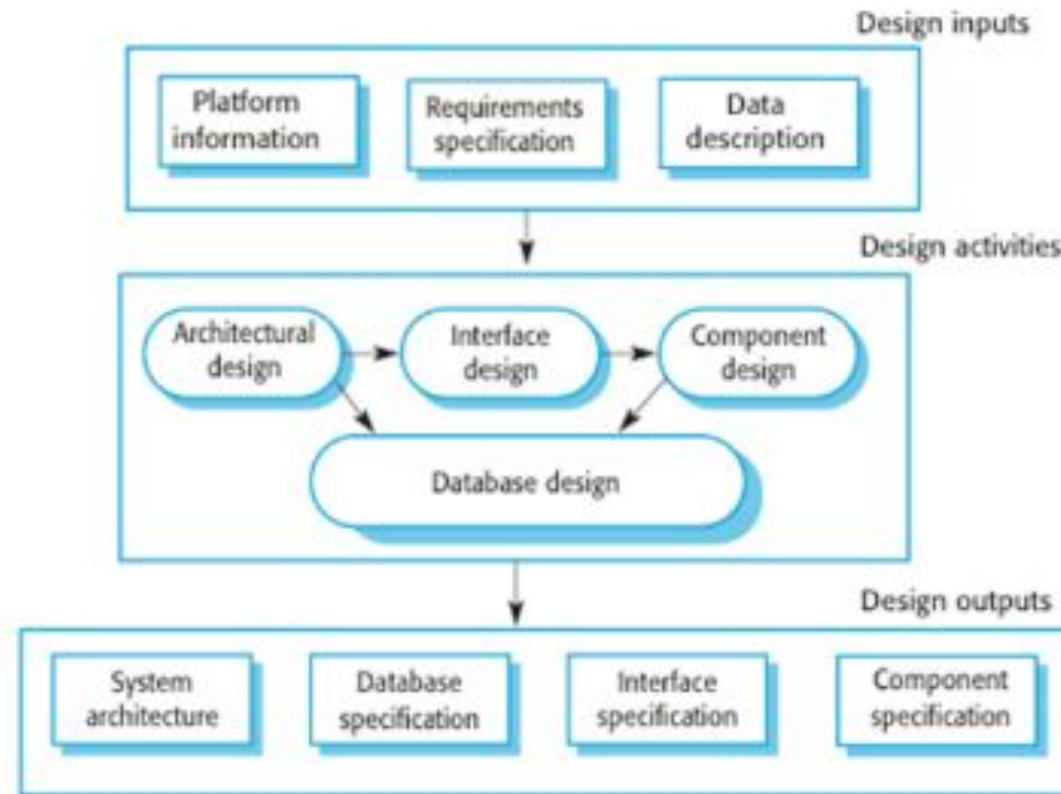 Design inputs
Platform
information
Requirements
specification
Data
description
Design activities
Architectural
design
Interface
design
Component
design
Database design
Design outputs
System
architecture
Database
specification
Interface
specification
Component
specification